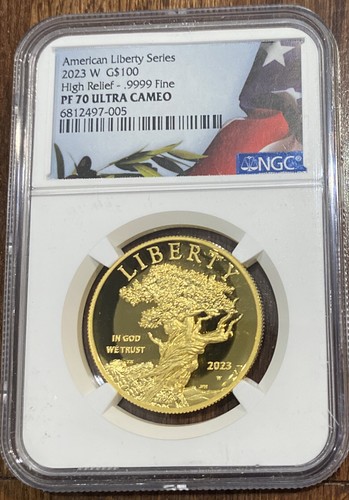 American Liberty Series
2023 W G$100
High Relief - .9999 Fine
PF 70 ULTRA CAMEO
6812497-005
NGC
LIBERTY
IN GOD
WE TRUST
2023
W